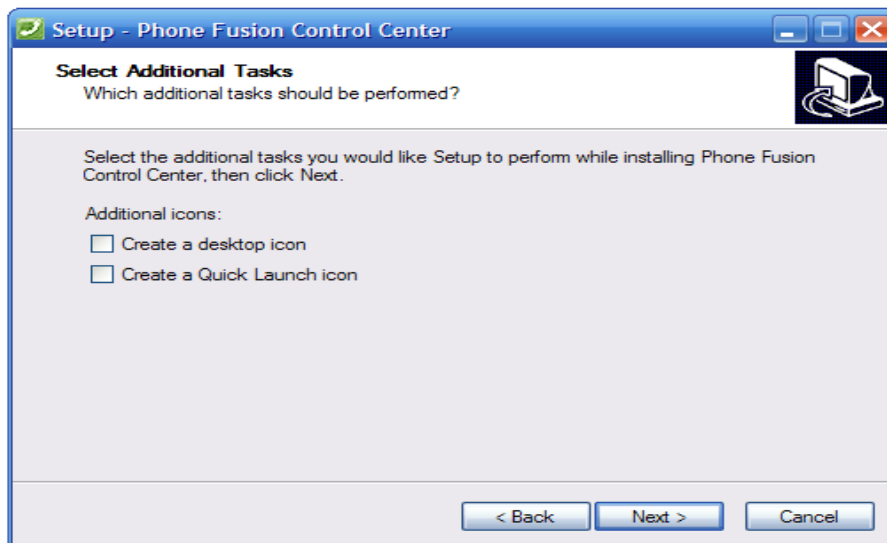 Setup - Phone Fusion Control Center
Select Additional Tasks
Which additional tasks should be performed?
Select the additional tasks you would like Setup to perform while installing Phone Fusion
Control Center, then click Next.
Additional icons:
Create a desktop icon
Create a Quick Launch icon
< Back Next > Cancel